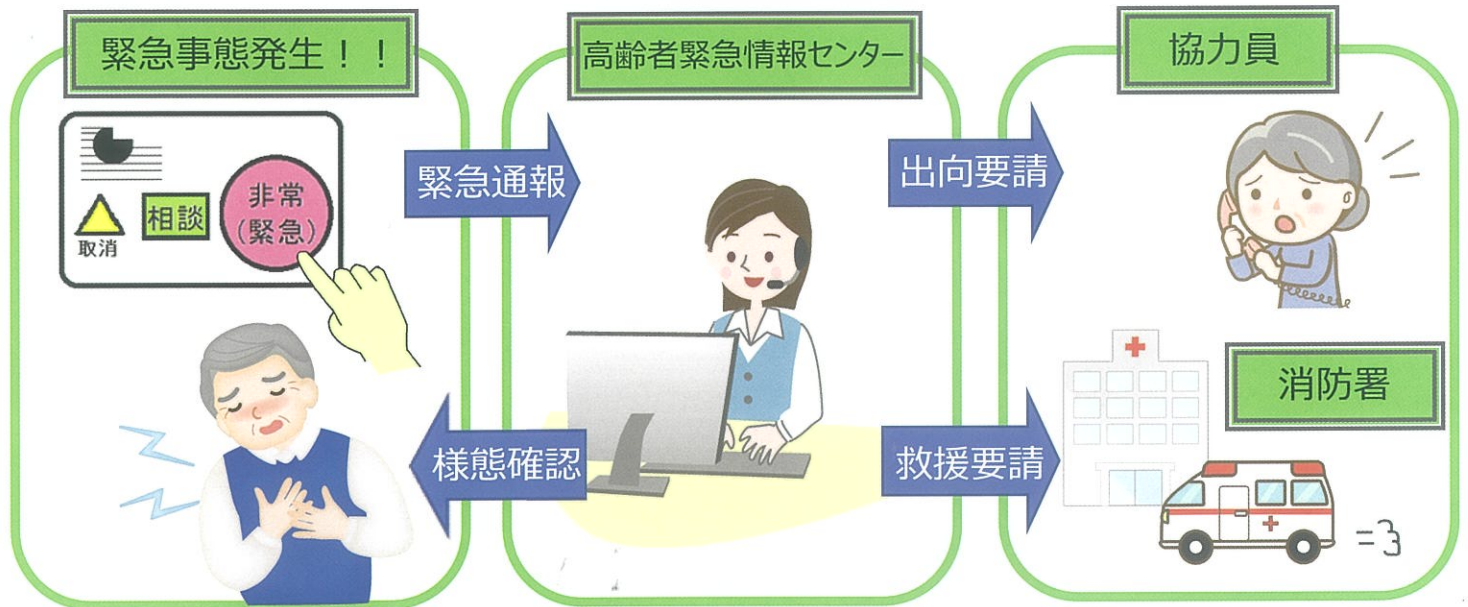 緊急事態発生！！
取消
相談
非常
（緊急）
緊急通報
様態確認
高齢者緊急情報センター
出向要請
救援要請
協力員
消防署